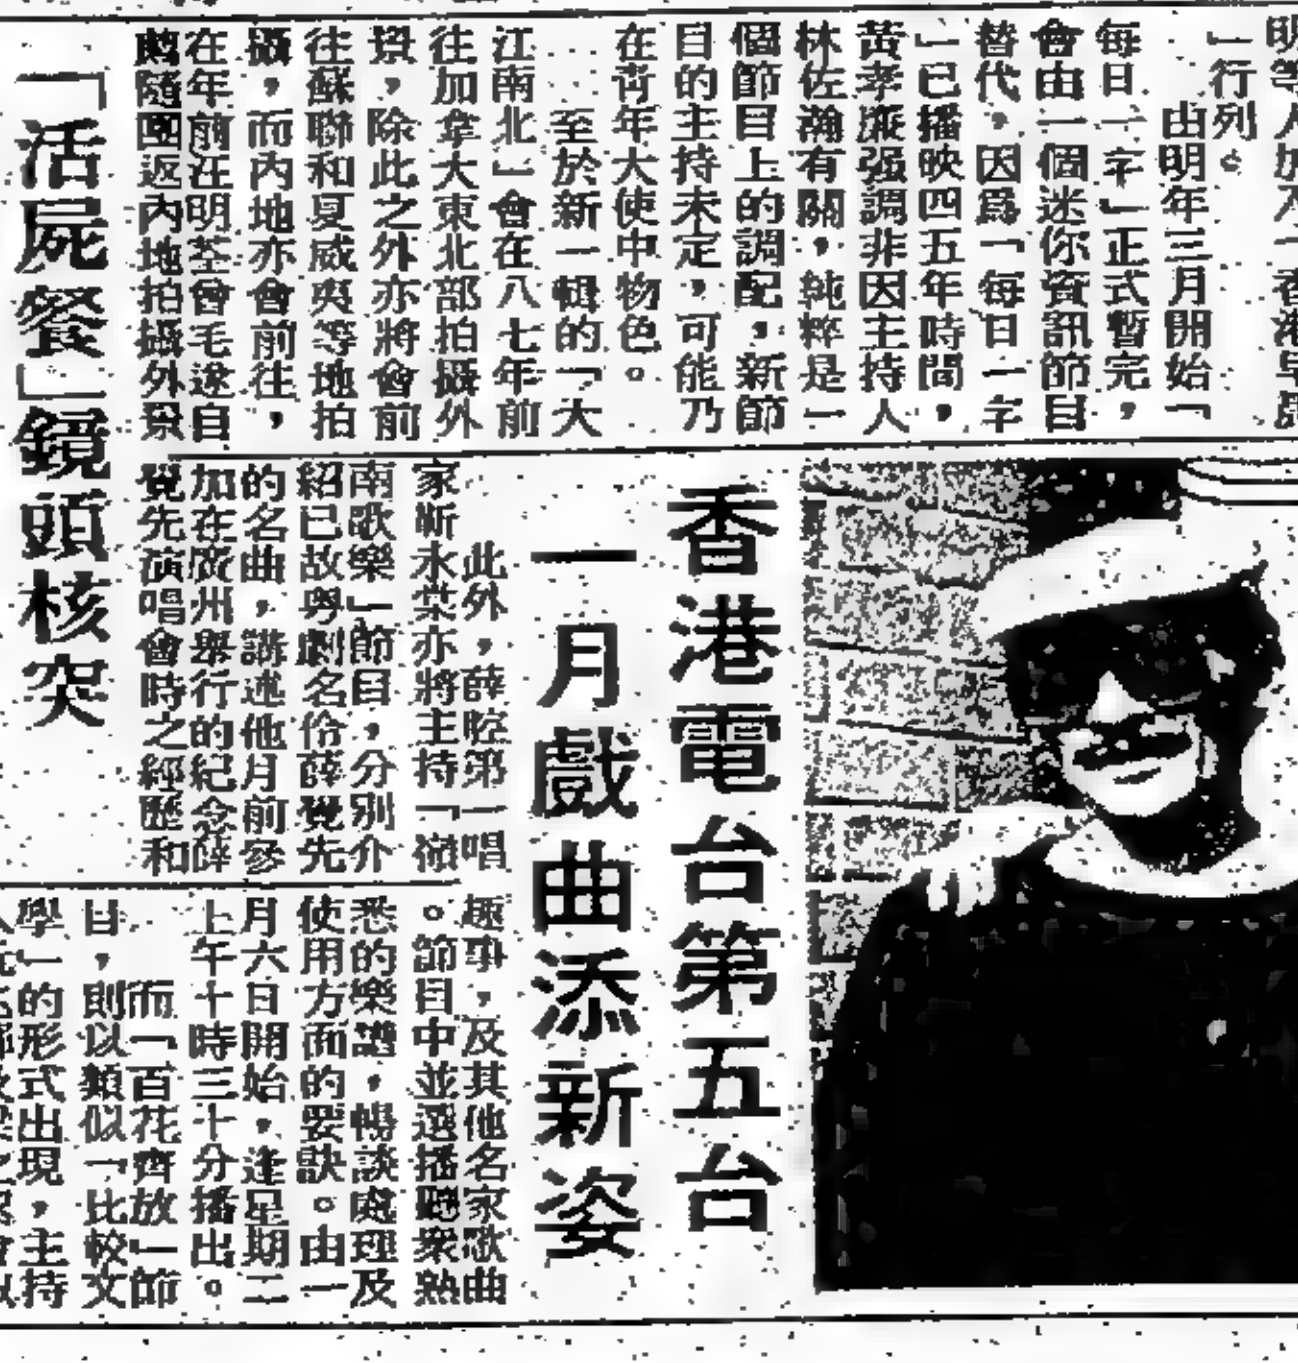 」行列。
由明年三月開始「
每日一字」正式暫完，
會由一個迷你資訊節目
替代，因爲「每日一字
」已播映四五年時間，
黃孝廉强調非因主持人
林佐瀚有關，純粹是一
個節目上的調配，新節
目的主持未定，可能乃
在靑年大使中物色。
至於新一輯的「大
江南北」會在八七年前
往加拿大東北部拍攝外
景，除此之外亦將會前
往蘇聯和夏威夷等地拍
攝，而內地亦會前往，
在年前汪明荃曾毛遂自
薦隨團返內地拍攝外景
「活屍餐」鏡頭核突
香港電台第五台
一月戲曲添新姿
此外，薛腔第一唱
家靳永棠亦將主持「嶺
南歌樂」節目，分別介
紹已故粵劇名伶薛覺先
的名曲，講述他月前參
加在廣州舉行的紀念薛
覺先演唱會時之經歷和
趣事，及其他名家歌曲
。節目中並選播聽衆熟
悉的樂譜，暢談處理及
使用方面的要訣。由一
月六日開始，逢星期二
上午十時三十分播出。
而「百花齊放」節
目，則以類似「比較文
學」的形式出現，主持